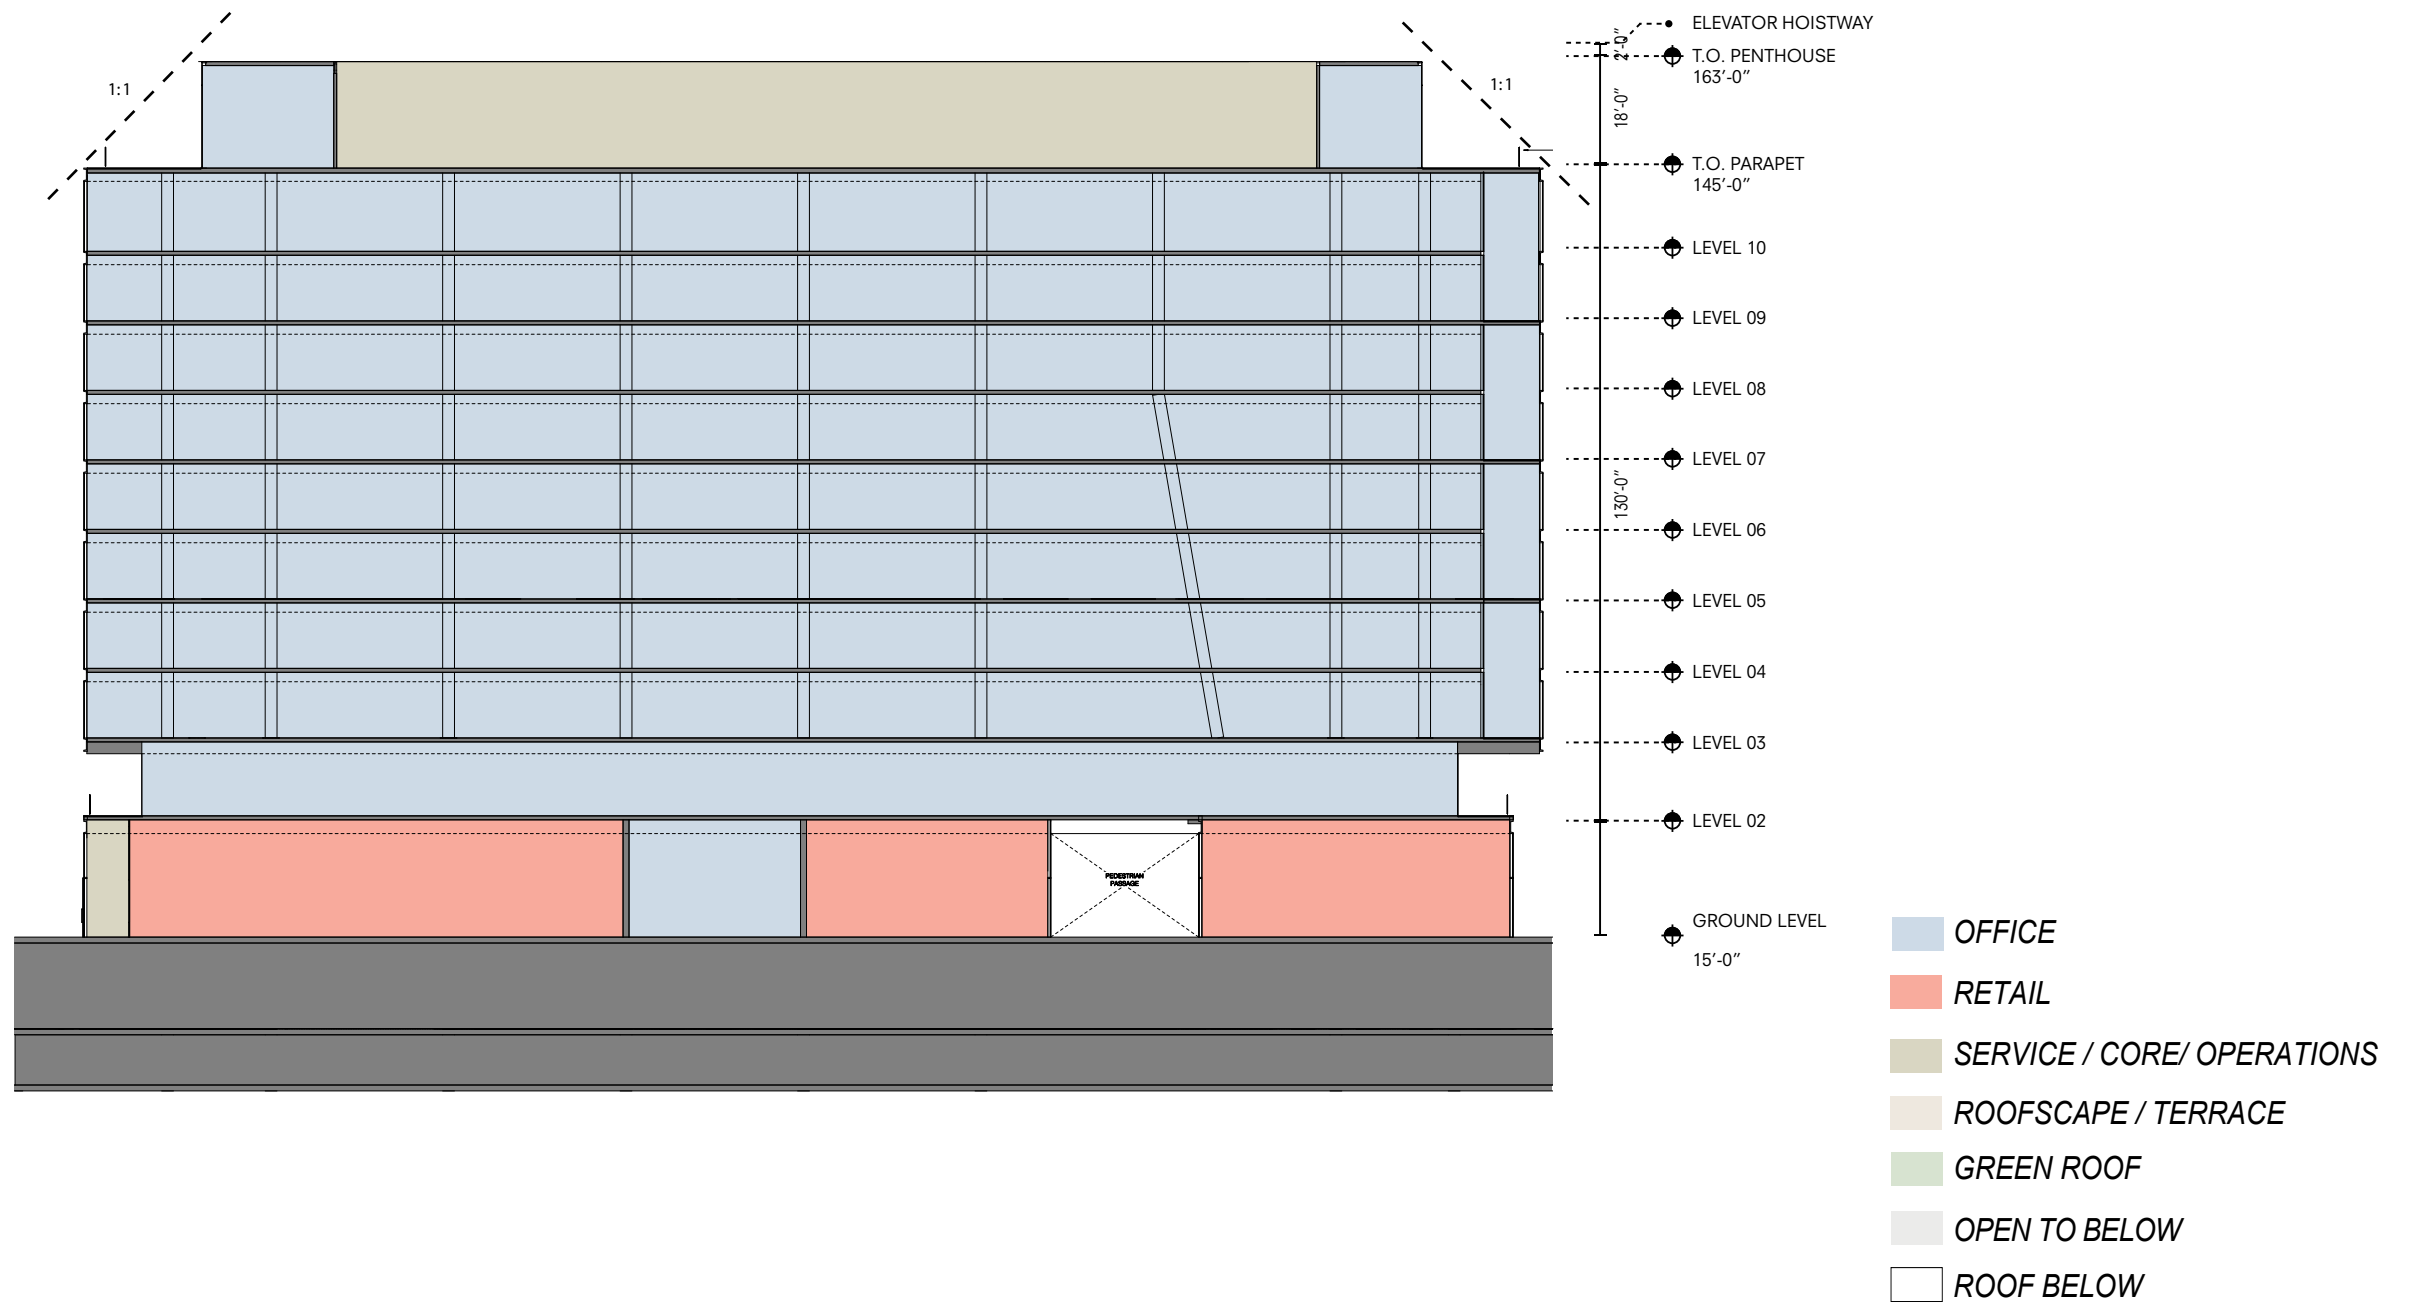 ELEVATOR HOISTWAY
2'-0"
T.O. PENTHOUSE
163'-0"
1:1
1:1
18'-0"
T.O. PARAPET
145'-0"
LEVEL 10
LEVEL 09
LEVEL 08
LEVEL 07
130'-0"
LEVEL 06
LEVEL 05
LEVEL 04
LEVEL 03
LEVEL 02
PEDESTRIAN
PASSAGE
GROUND LEVEL
15'-0"
OFFICE
RETAIL
SERVICE / CORE/ OPERATIONS
ROOFSCAPE / TERRACE
GREEN ROOF
OPEN TO BELOW
ROOF BELOW